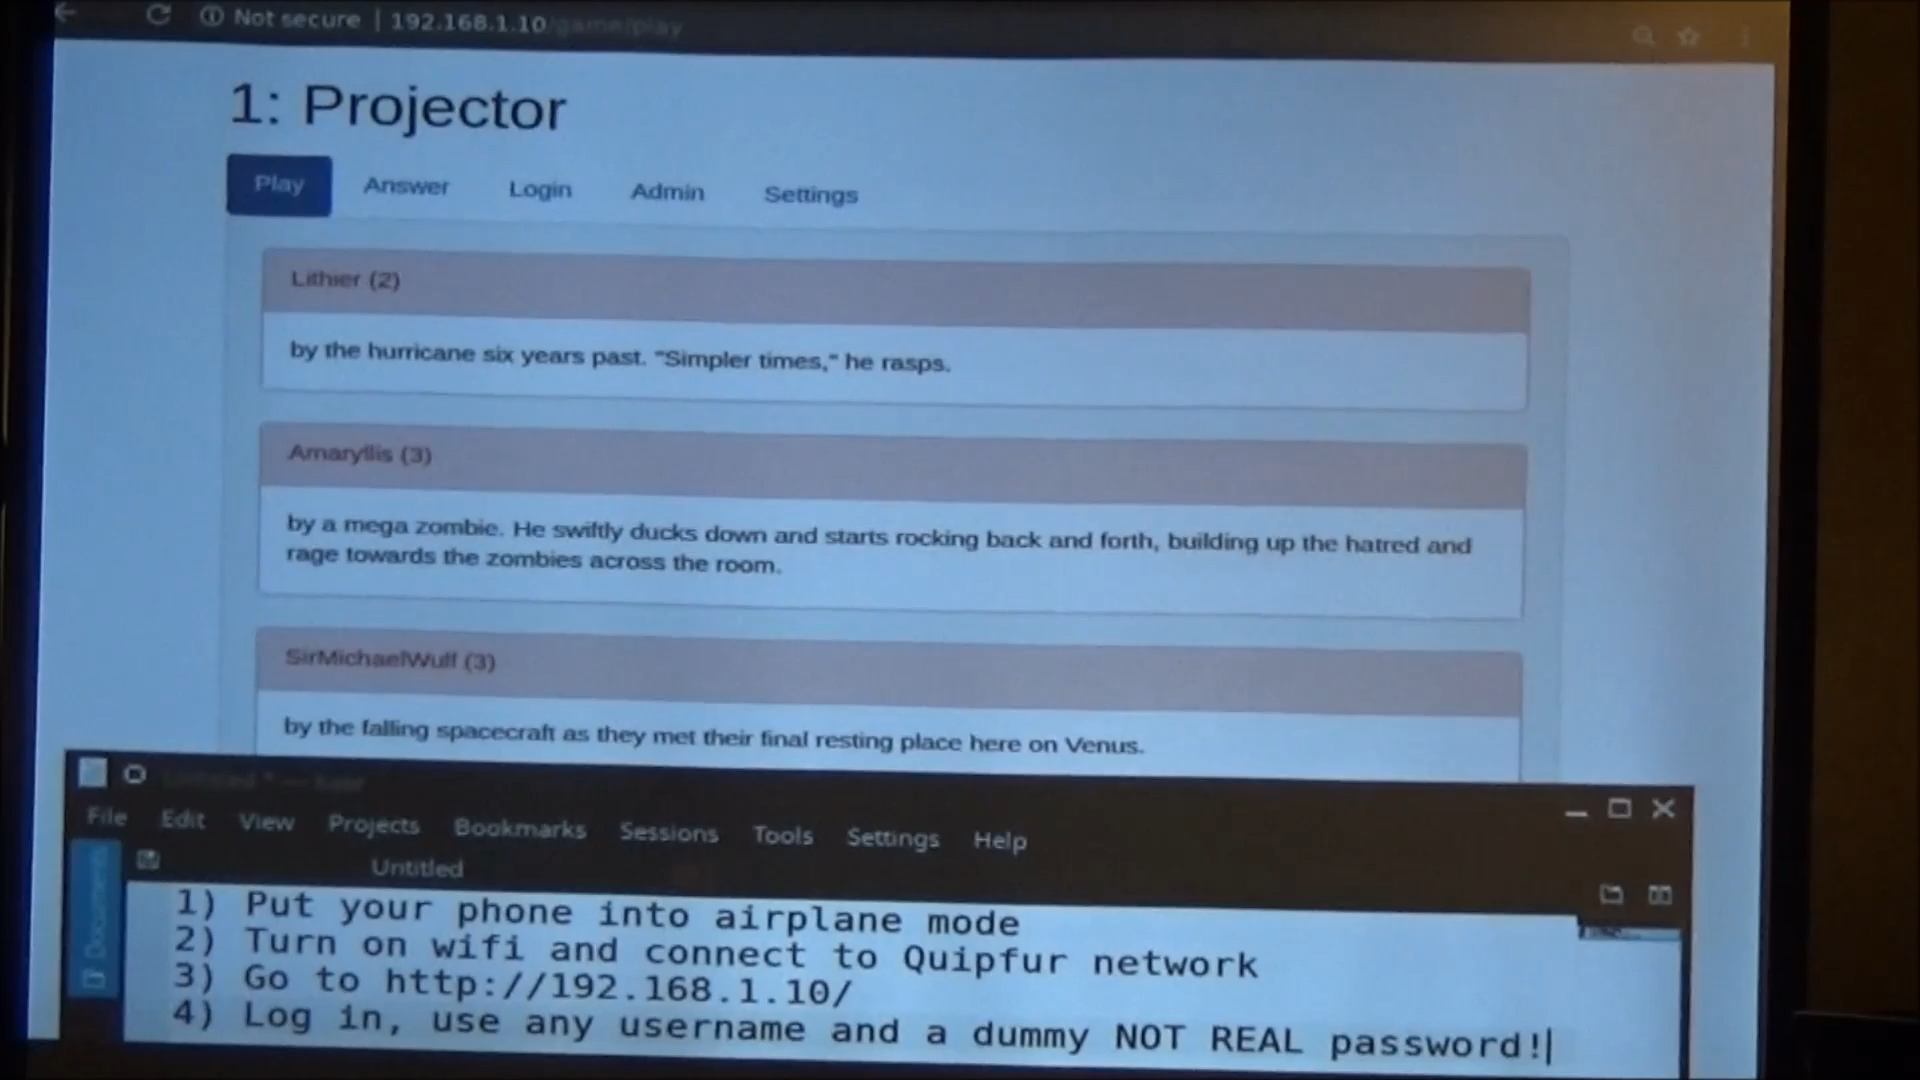 Not secure | 192.168.1.10/game/play
1: Projector
Play Answer Login Admin Settings
Lithier (2)
by the hurricane six years past. "Simpler times," he rasps.
Amaryllis (3)
by a mega zombie. He swiftly ducks down and starts rocking back and forth, building up the hatred and
rage towards the zombies across the room.
SirMichaelWulf (3)
by the falling spacecraft as they met their final resting place here on Venus.
File Edit View Projects Bookmarks Sessions Tools Settings Help
Untitled
Documents
1) Put your phone into airplane mode
2) Turn on wifi and connect to Quipfur network
3) Go to http://192.168.1.10/
4) Log in, use any username and a dummy NOT REAL password!